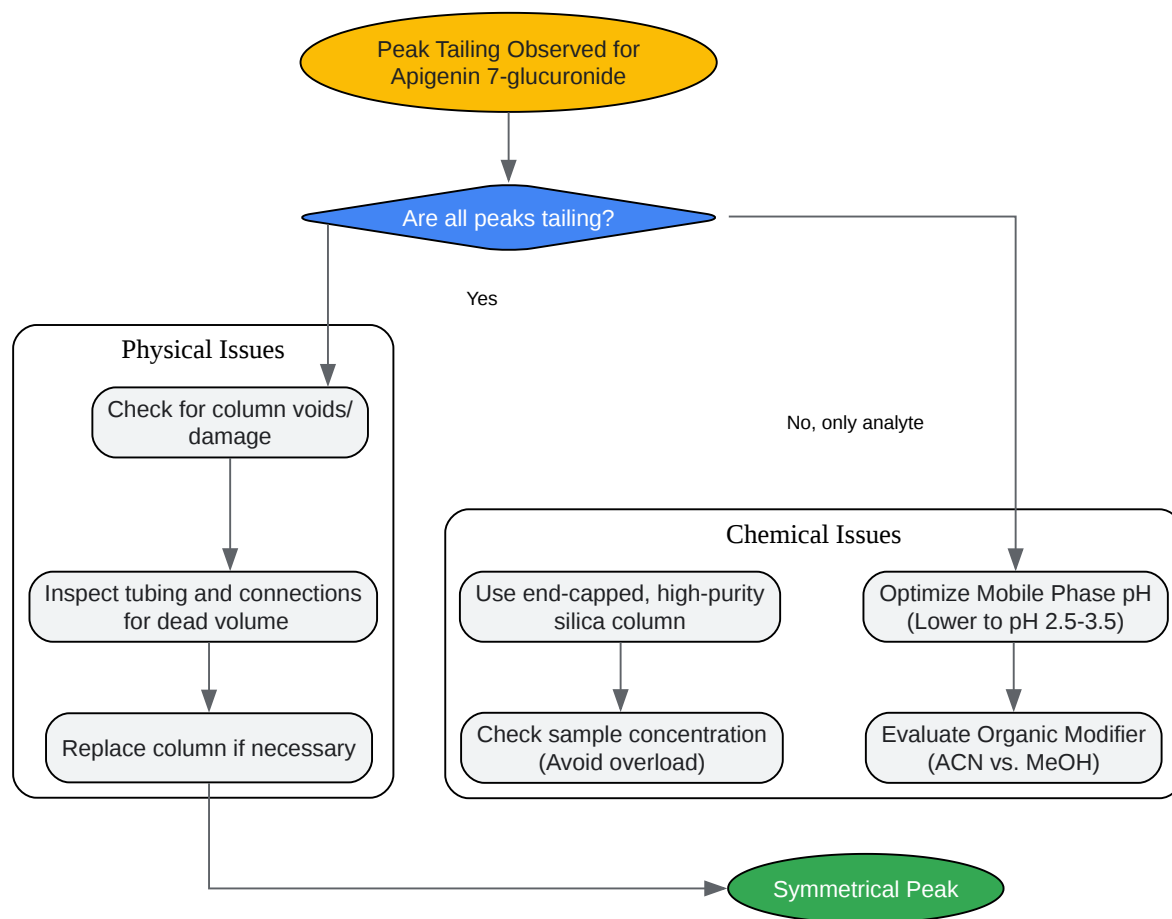 Peak Tailing Observed for
Apigenin 7-glucuronide
Are all peaks tailing?
Yes
No, only analyte
Physical Issues
Check for column voids/
damage
Inspect tubing and connections
for dead volume
Replace column if necessary
Chemical Issues
Use end-capped, high-purity
silica column
Check sample concentration
(Avoid overload)
Optimize Mobile Phase pH
(Lower to pH 2.5-3.5)
Evaluate Organic Modifier
(ACN vs. MeOH)
Symmetrical Peak